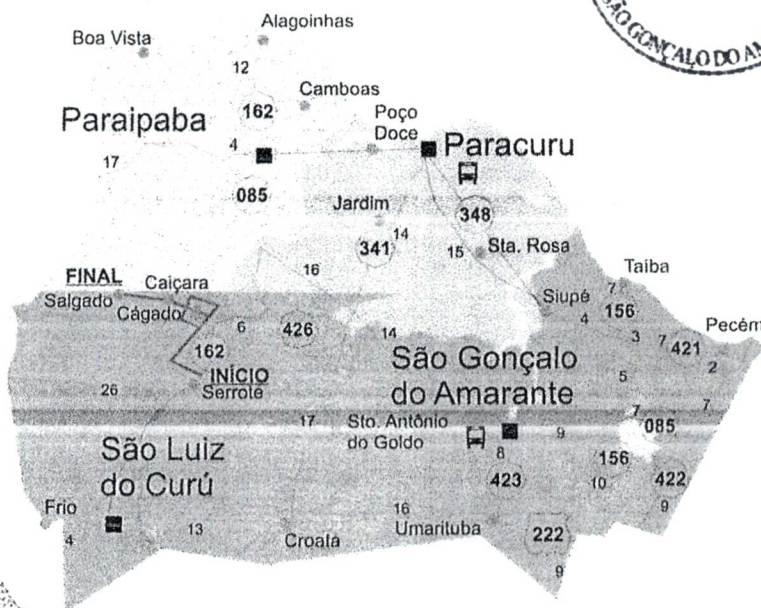 Alagoinhas
Boa Vista
12
Camboas
162
Poço
Doce
Paraipaba
4
Paracuru
17
085
Jardim
348
14
341
15
Sta. Rosa
16
FINAL
Caiçara
Salgado
Cágado
Taíba
7
Siupé
156
4
6
426
14
3
7
421
Pecém
2
162
São Gonçalo
do Amarante
INÍCIO
Serrote
5
26
17
Sto. Antônio
do Goldo
7
7
085
9
8
São Luiz
do Curú
156
423
10
422
Frio
16
9
4
13
Croatá
Umarituba
222
9
SÃO GONÇALO DO